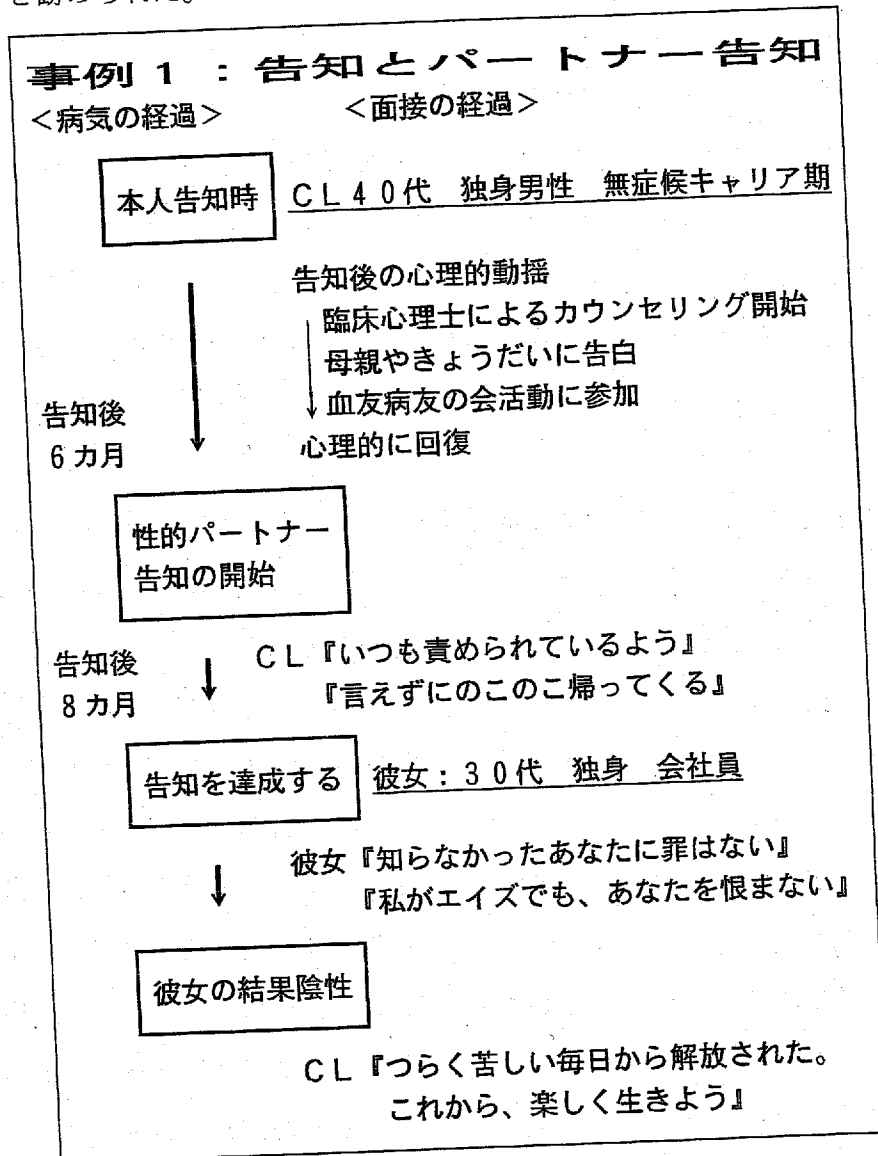 を勧められた。
事例1：告知とパートナー告知
＜病気の経過＞ ＜面接の経過＞
本人告知時 CL40代 独身男性 無症候キャリア期
告知後の心理的動揺
臨床心理士によるカウンセリング開始
母親やきょうだいに告白
告知後
6カ月
血友病友の会活動に参加
心理的に回復
性的パートナー
告知の開始
告知後
8カ月
CL『いつも責められているよう』
『言えずにのこのこ帰ってくる』
告知を達成する 彼女：30代 独身 会社員
彼女『知らなかったあなたに罪はない』
『私がエイズでも、あなたを恨まない』
彼女の結果陰性
CL『つらく苦しい毎日から解放された。
これから、楽しく生きよう』